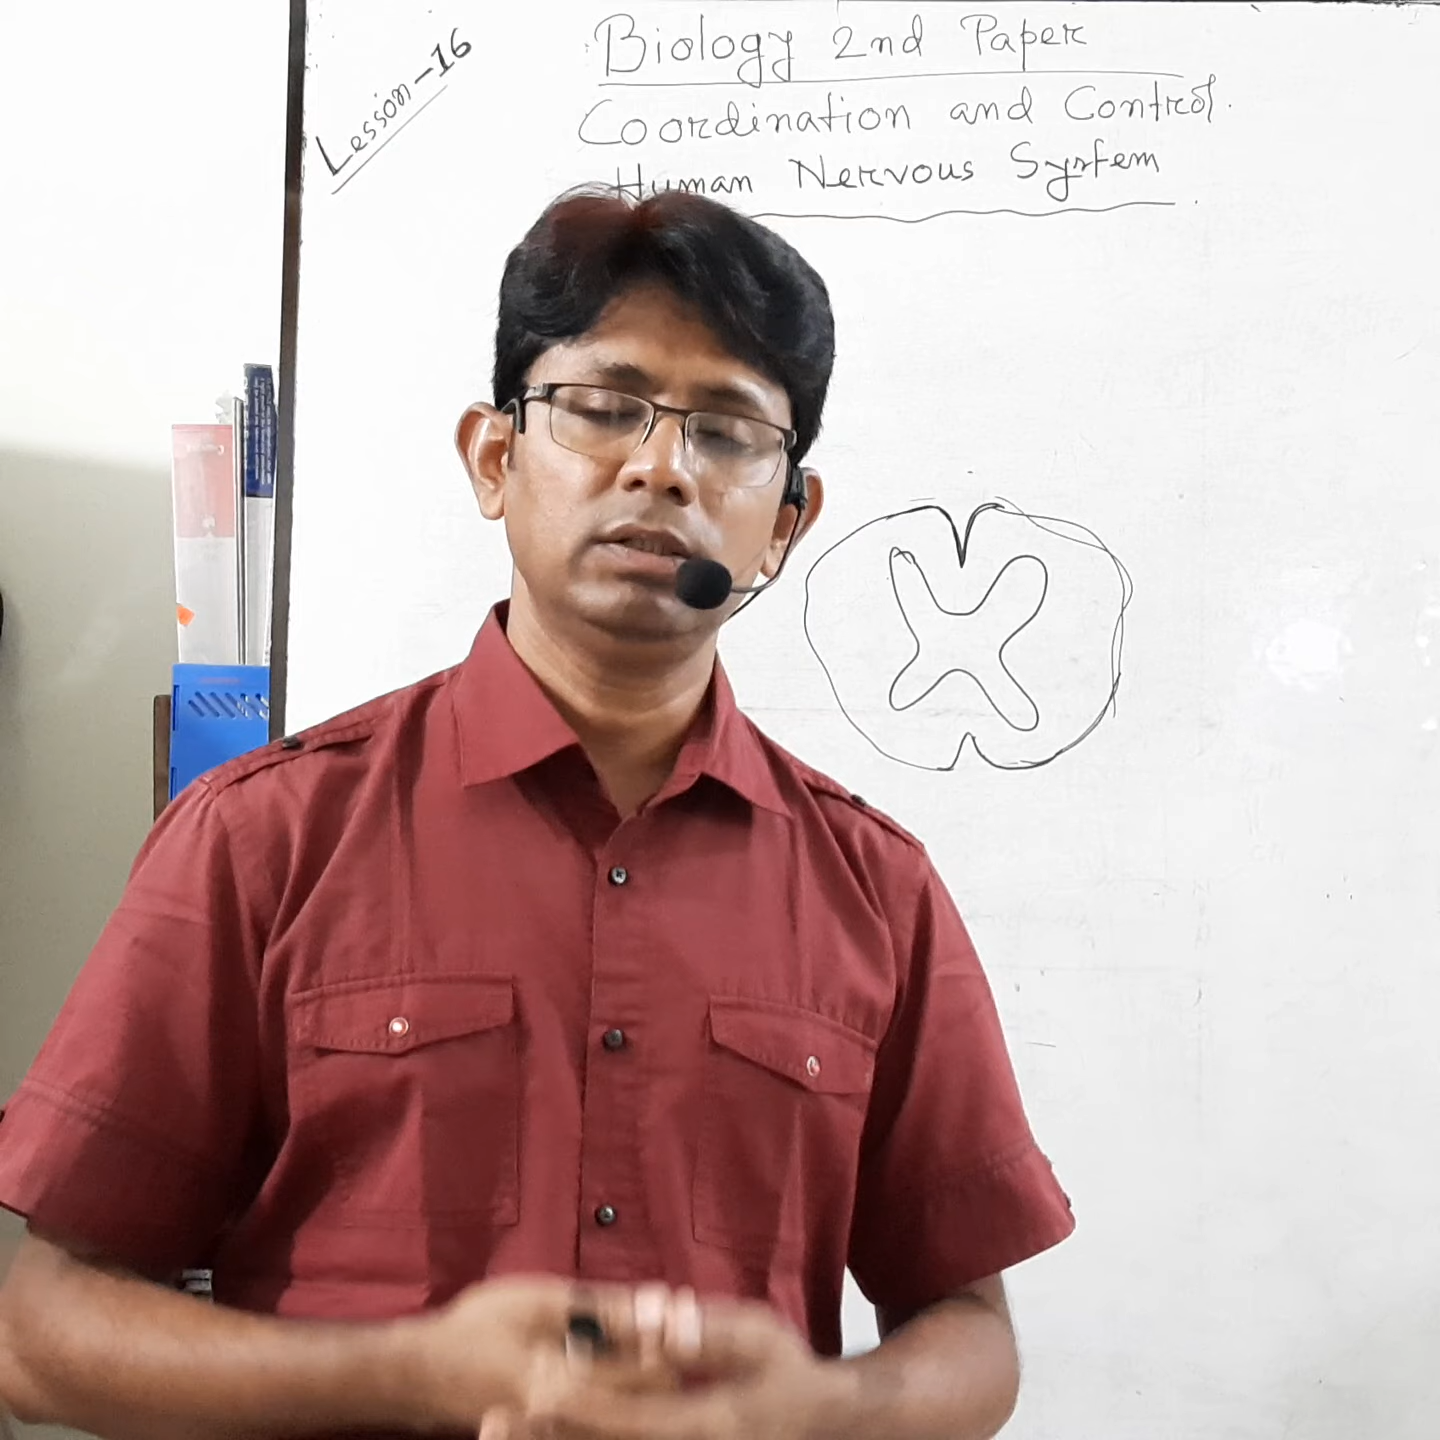 Lesson-16
Biology 2nd Paper
Coordination and Control.
Human Nervous System